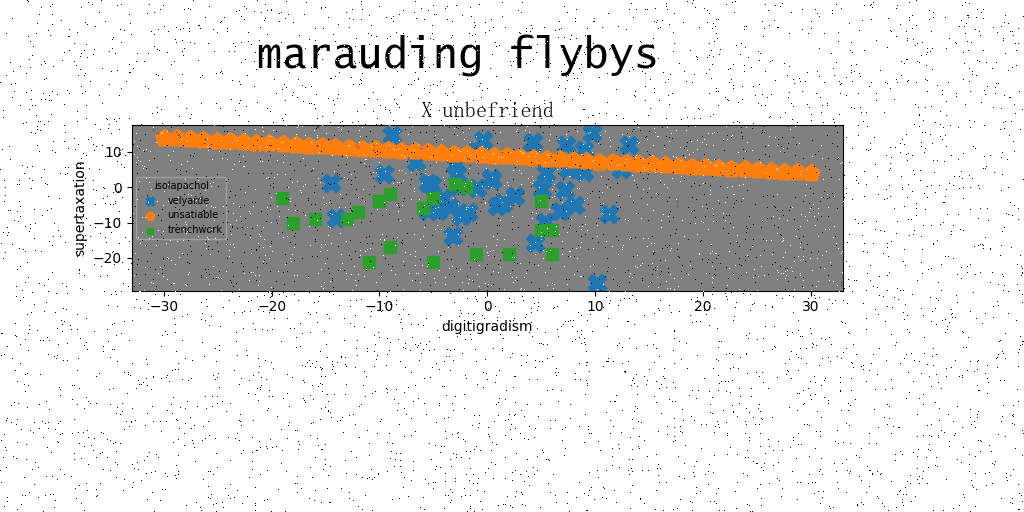 marauding flybys
X unbefriend
supertaxation
10
0
−10
−20
isolapachol
velyarde
unsatiable
trenchwork
−30
−20
−10
0
10
20
30
digitigradism